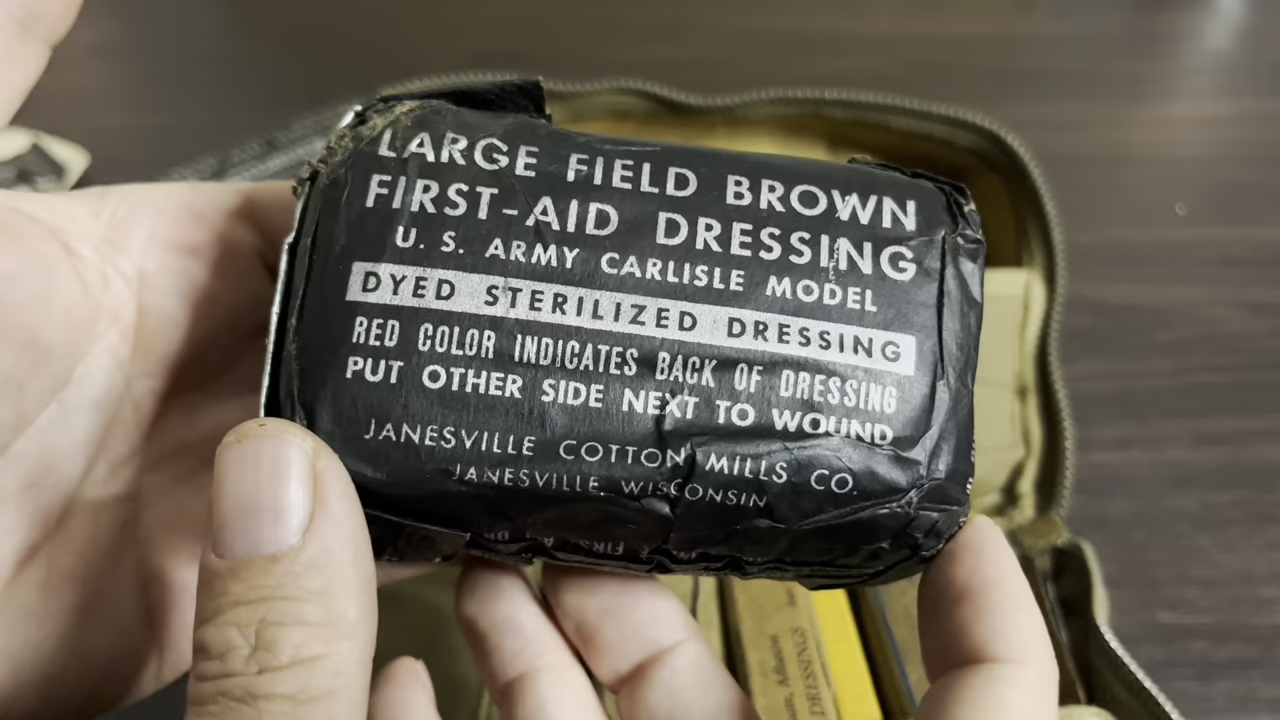 LARGE FIELD BROWN
FIRST-AID DRESSING
U. S. ARMY CARLISLE MODEL
DYED STERILIZED DRESSING
RED COLOR INDICATES BACK OF DRESSING
PUT OTHER SIDE NEXT TO WOUND
JANESVILLE COTTON MILLS CO.
JANESVILLE, WISCONSIN
Adhesive
DRESSINGS